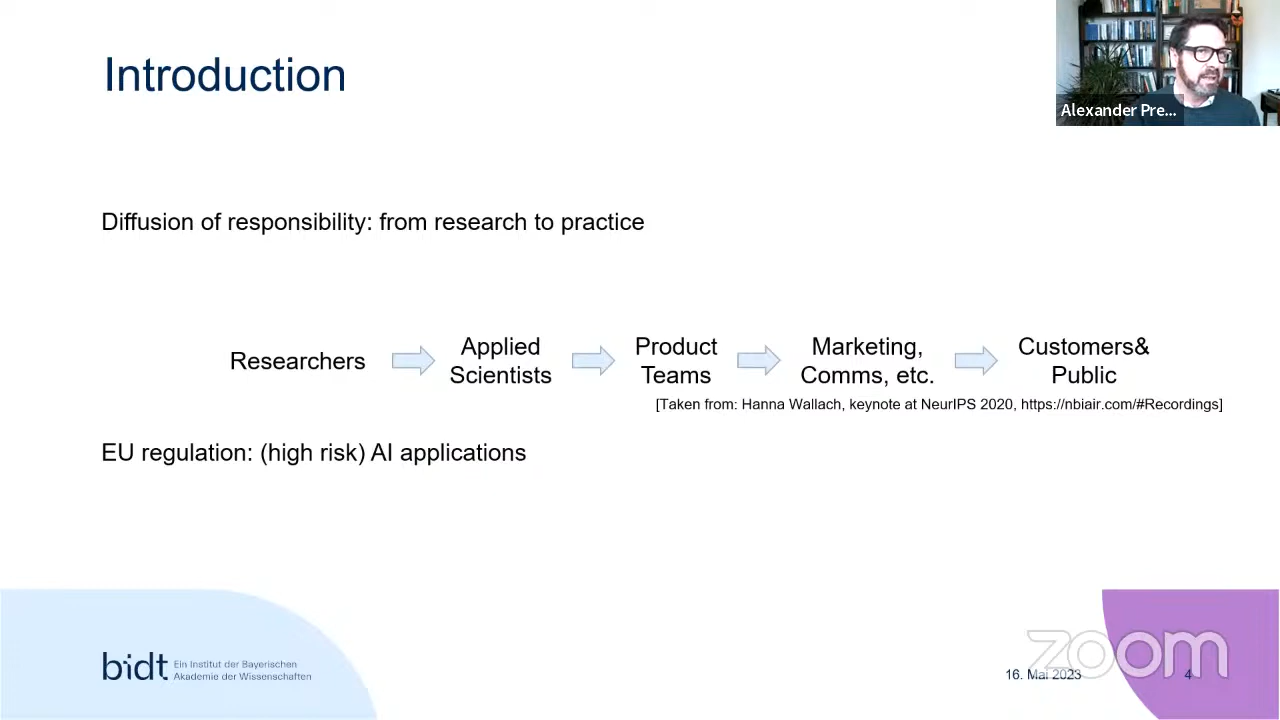 Introduction
Alexander Pre...
Diffusion of responsibility: from research to practice
Researchers
Applied
Scientists
Product
Teams
Marketing,
Comms, etc.
Customers&
Public
[Taken from: Hanna Wallach, keynote at NeurIPS 2020, https://nbiair.com/#Recordings]
EU regulation: (high risk) AI applications
bidt
Ein Institut der Bayerischen
Akademie der Wissenschaften
16. Mai 2023
4
zoom